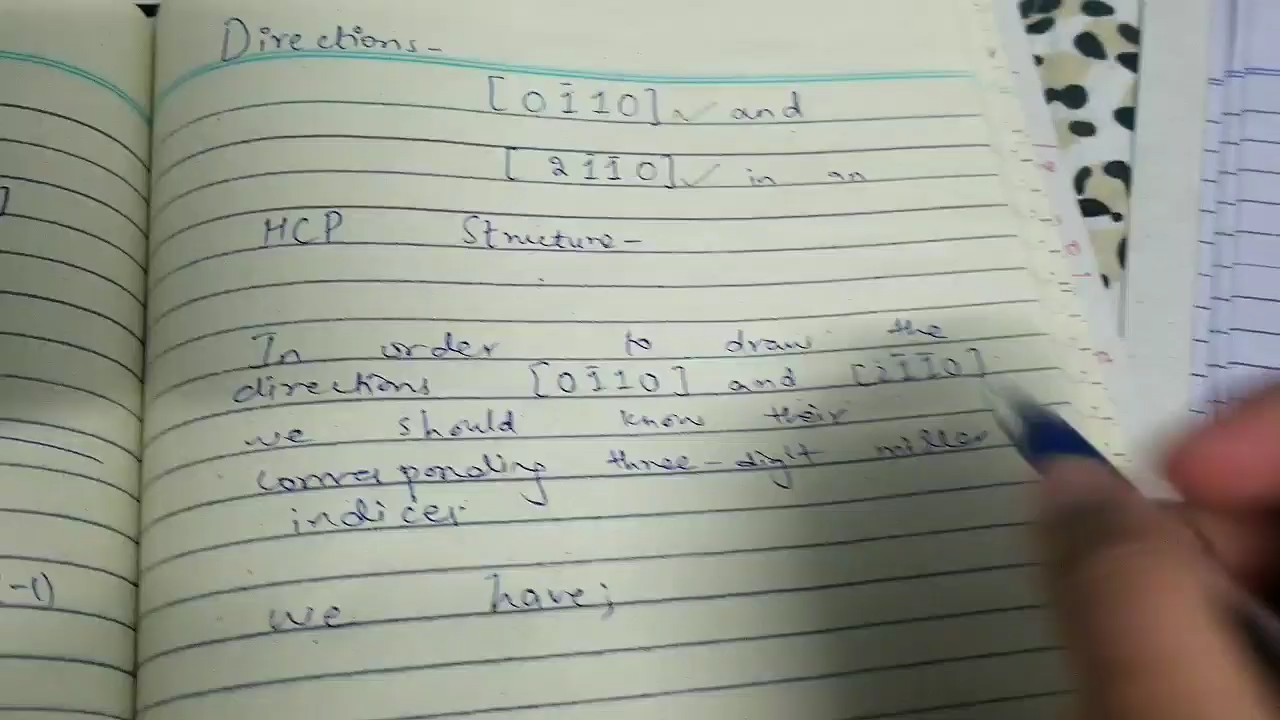 Directions-
[0 1̄ 1 0] ✓ and
[2 1̄ 1̄ 0] ✓ in an
HCP Structure-
In order to draw the
directions [0 1̄ 1 0] and [2 1̄ 1̄ 0]
we should know their
corresponding three-digit miller
indices
we have;
-1)